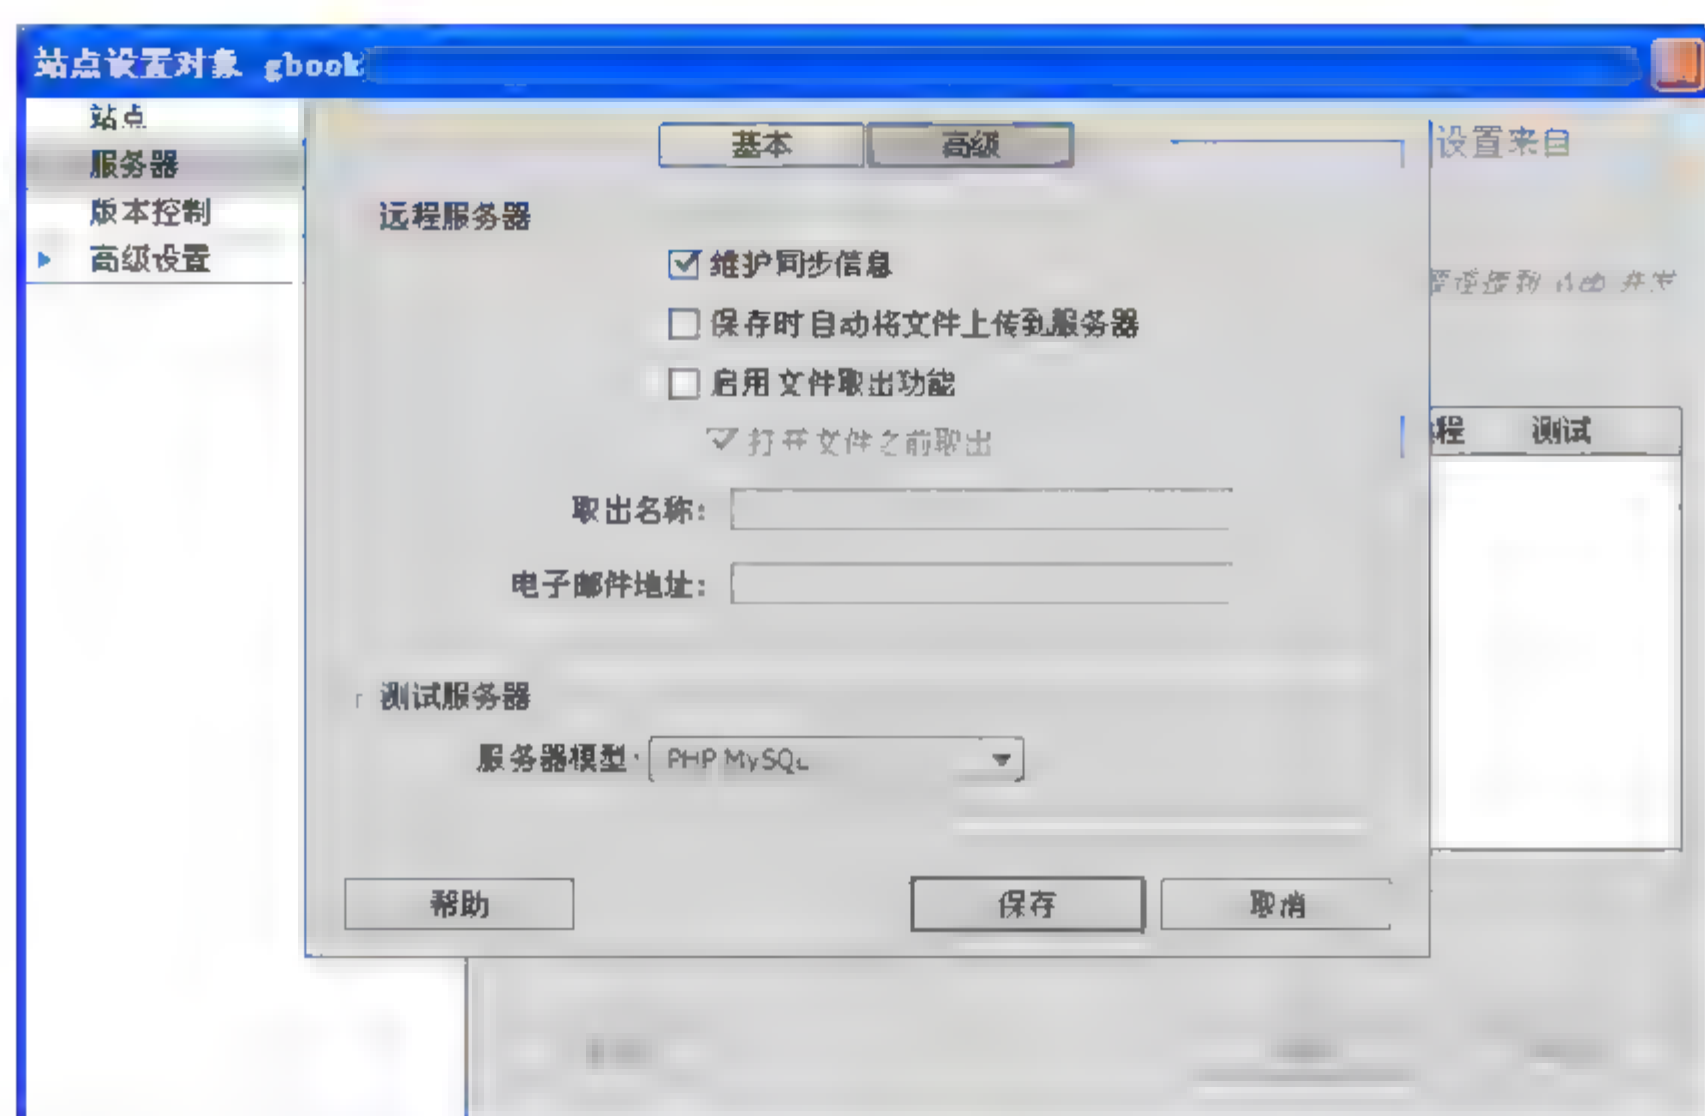 站点设置对象 gbook
站点
服务器
版本控制
高级设置
基本 高级
设置来自
远程服务器
维护同步信息
保存时自动将文件上传到服务器
启用文件取出功能
打开文件之前取出
程 测试
取出名称:
电子邮件地址:
测试服务器
服务器模型: PHP MySQL
帮助 保存 取消